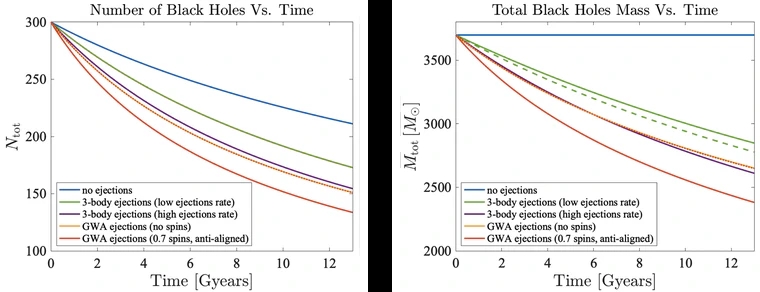 Number of Black Holes Vs. Time
300
250
200
150
100
N_tot
no ejections
3-body ejections (low ejections rate)
3-body ejections (high ejections rate)
GWA ejections (no spins)
GWA ejections (0.7 spins, anti-aligned)
0 2 4 6 8 10 12
Time [Gyears]
Total Black Holes Mass Vs. Time
3500
3000
2500
2000
M_tot [M_⊙]
no ejections
3-body ejections (low ejections rate)
3-body ejections (high ejections rate)
GWA ejections (no spins)
GWA ejections (0.7 spins, anti-aligned)
0 2 4 6 8 10 12
Time [Gyears]